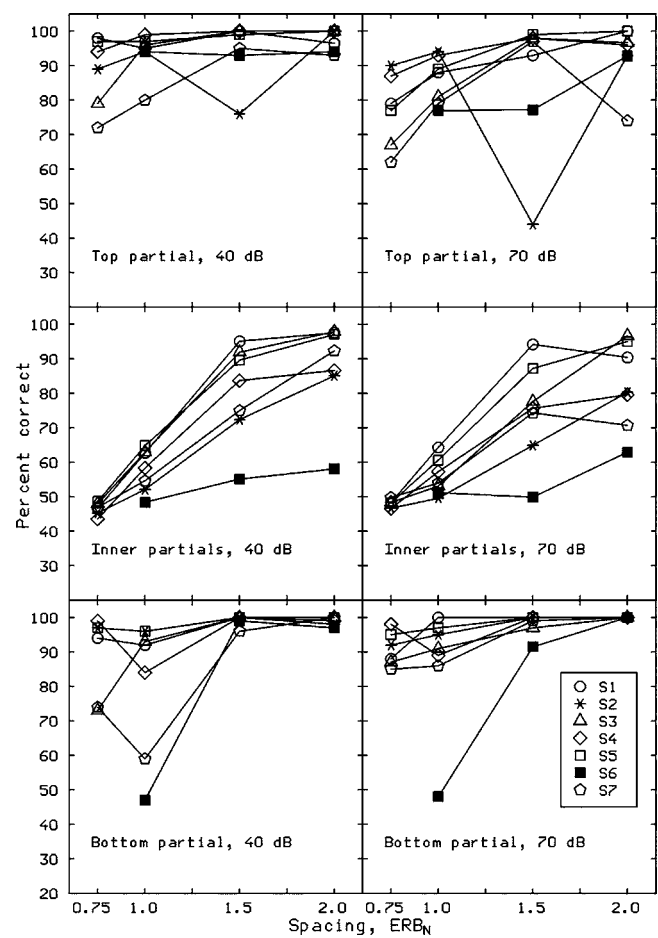 100
90
80
70
60
50
40
30
Top partial, 40 dB
Top partial, 70 dB
100
90
80
70
60
50
40
30
Percent correct
Inner partials, 40 dB
Inner partials, 70 dB
100
90
80
70
60
50
40
30
20
Bottom partial, 40 dB
Bottom partial, 70 dB
S1
S2
S3
S4
S5
S6
S7
0.75 1.0 1.5 2.0 0.75 1.0 1.5 2.0
Spacing, ERB_N